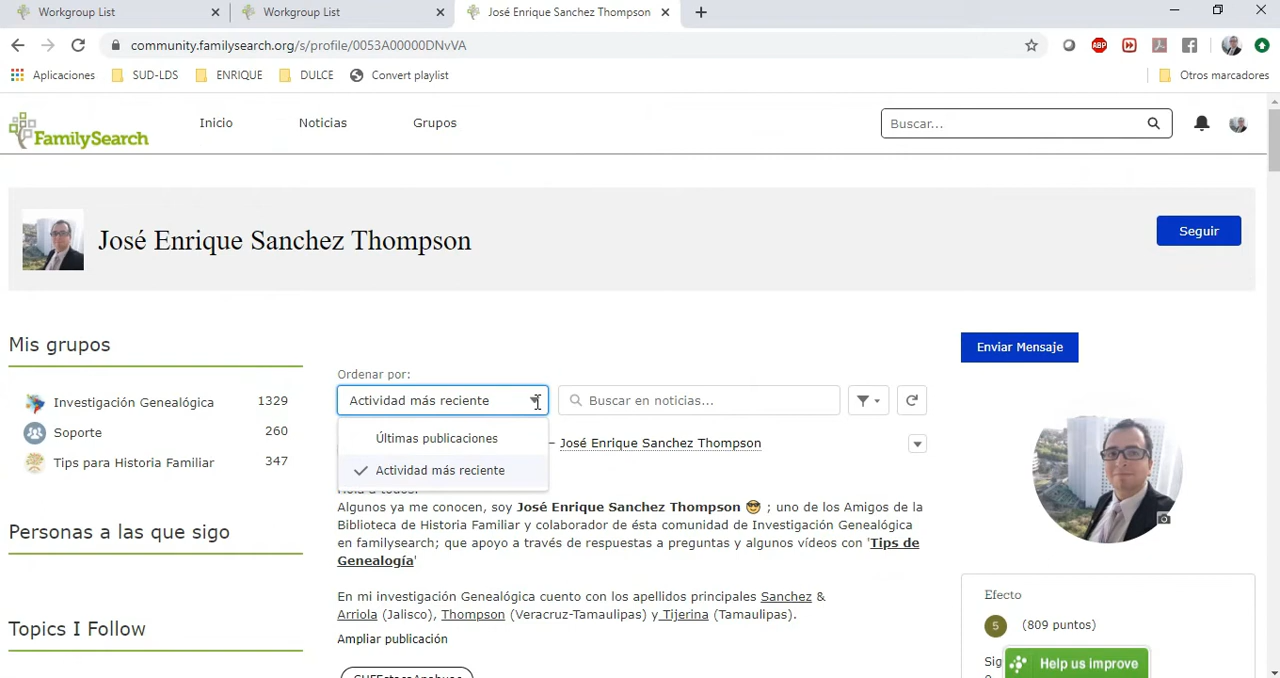 Workgroup List
Workgroup List
José Enrique Sanchez Thompson
community.familysearch.org/s/profile/0053A00000DNvVA
ABP
Aplicaciones
SUD-LDS
ENRIQUE
DULCE
Convert playlist
Otros marcadores
FamilySearch
Inicio
Noticias
Grupos
Buscar...
José Enrique Sanchez Thompson
Seguir
Mis grupos
Investigación Genealógica 1329
Soporte 260
Tips para Historia Familiar 347
Personas a las que sigo
Topics I Follow
Ordenar por:
Actividad más reciente
Buscar en noticias...
Últimas publicaciones
Actividad más reciente
– José Enrique Sanchez Thompson
Algunos ya me conocen, soy José Enrique Sanchez Thompson 😎 ; uno de los Amigos de la
Biblioteca de Historia Familiar y colaborador de ésta comunidad de Investigación Genealógica
en familysearch; que apoyo a través de respuestas a preguntas y algunos vídeos con 'Tips de
Genealogía'
En mi investigación Genealógica cuento con los apellidos principales Sanchez &
Arriola (Jalisco), Thompson (Veracruz-Tamaulipas) y Tijerina (Tamaulipas).
Ampliar publicación
Enviar Mensaje
Efecto
5 (809 puntos)
Sig
Help us improve